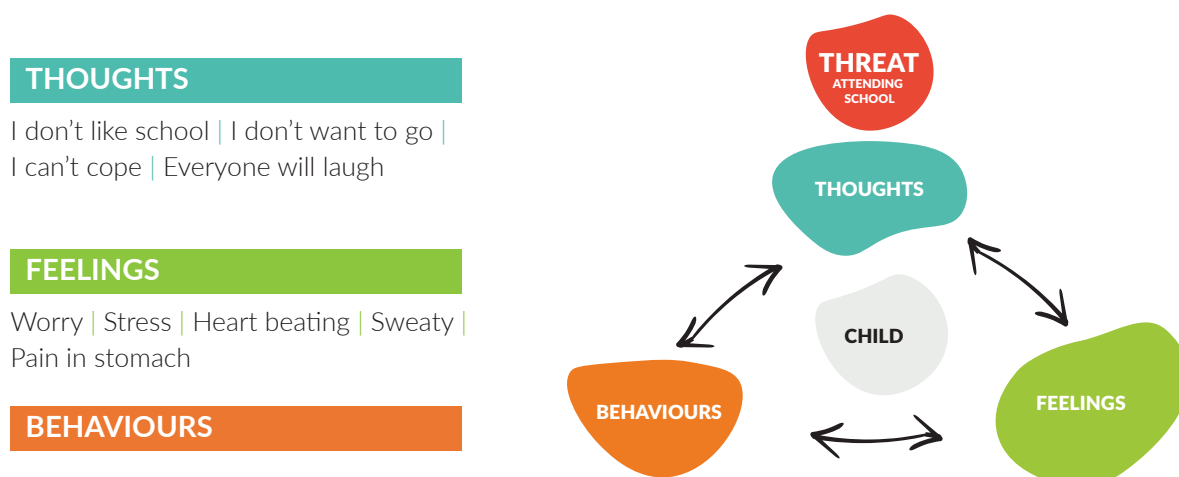 THOUGHTS
I don't like school | I don't want to go |
I can't cope | Everyone will laugh
FEELINGS
Worry | Stress | Heart beating | Sweaty |
Pain in stomach
BEHAVIOURS
THREAT
ATTENDING
SCHOOL
THOUGHTS
CHILD
BEHAVIOURS
FEELINGS